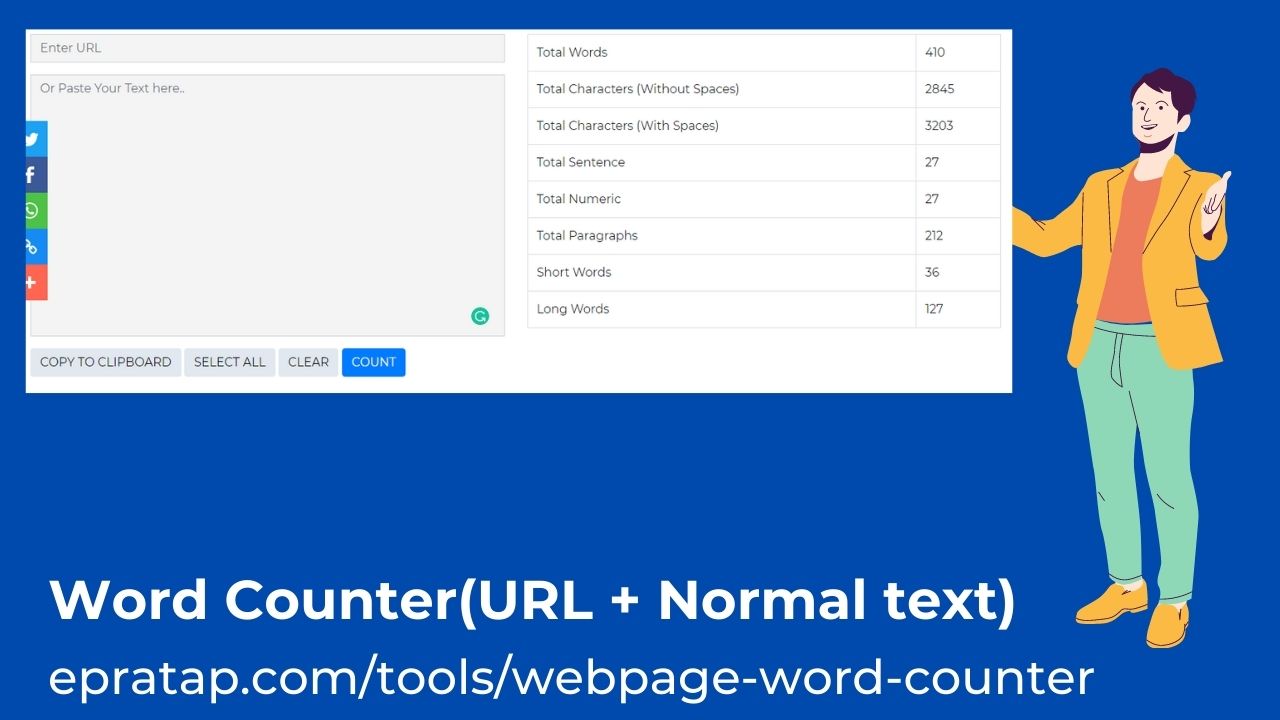 Enter URL
Or Paste Your Text here..
COPY TO CLIPBOARD SELECT ALL CLEAR COUNT
Total Words 410
Total Characters (Without Spaces) 2845
Total Characters (With Spaces) 3203
Total Sentence 27
Total Numeric 27
Total Paragraphs 212
Short Words 36
Long Words 127
Word Counter(URL + Normal text)
epratap.com/tools/webpage-word-counter